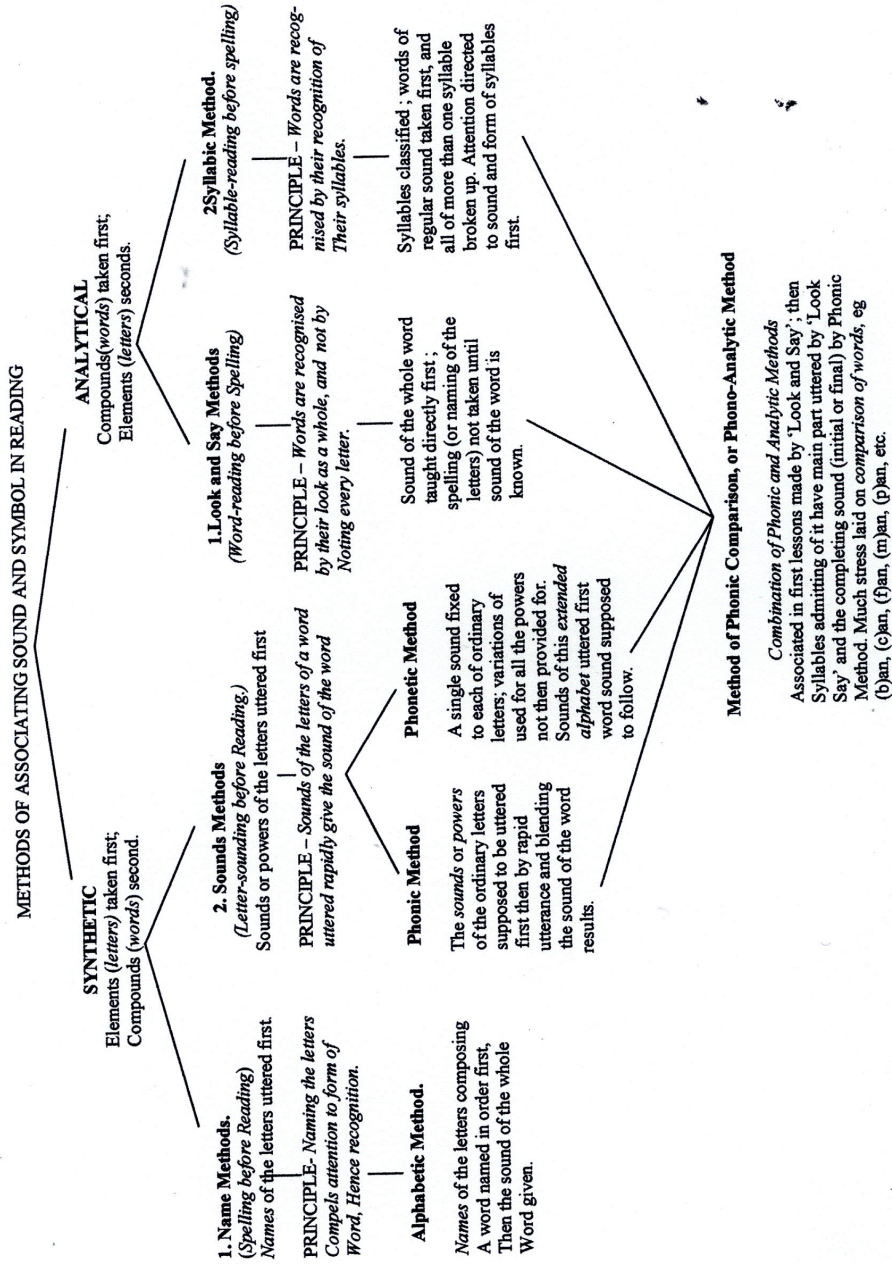 METHODS OF ASSOCIATING SOUND AND SYMBOL IN READING
SYNTHETIC
Elements (letters) taken first;
Compounds (words) second.
ANALYTICAL
Compounds(words) taken first;
Elements (letters) seconds.
1. Name Methods.
(Spelling before Reading)
Names of the letters uttered first
PRINCIPLE- Naming the letters
Compels attention to form of
Word, Hence recognition.
Alphabetic Method.
Names of the letters composing
A word named in order first,
Then the sound of the whole
Word given.
2. Sounds Methods
(Letter-sounding before Reading.)
Sounds or powers of the letters uttered first
PRINCIPLE – Sounds of the letters of a word
uttered rapidly give the sound of the word
Phonic Method
The sounds or powers
of the ordinary letters
supposed to be uttered
first then by rapid
utterance and blending
the sound of the word
results.
Phonetic Method
A single sound fixed
to each of ordinary
letters; variations of
used for all the powers
not then provided for.
Sounds of this extended
alphabet uttered first
word sound supposed
to follow.
1.Look and Say Methods
(Word-reading before Spelling)
PRINCIPLE – Words are recognised
by their look as a whole, and not by
Noting every letter.
Sound of the whole word
taught directly first ;
spelling (or naming of the
letters) not taken until
sound of the word is
known.
2Syllabic Method.
(Syllable-reading before spelling)
PRINCIPLE – Words are recog-
nised by their recognition of
Their syllables.
Syllables classified ; words of
regular sound taken first, and
all of more than one syllable
broken up. Attention directed
to sound and form of syllables
first.
Method of Phonic Comparison, or Phono-Analytic Method
Combination of Phonic and Analytic Methods
Associated in first lessons made by 'Look and Say'; then
Syllables admitting of it have main part uttered by 'Look
Say' and the completing sound (initial or final) by Phonic
Method. Much stress laid on comparison of words, eg
(b)an, (c)an, (f)an, (m)an, (p)an, etc.